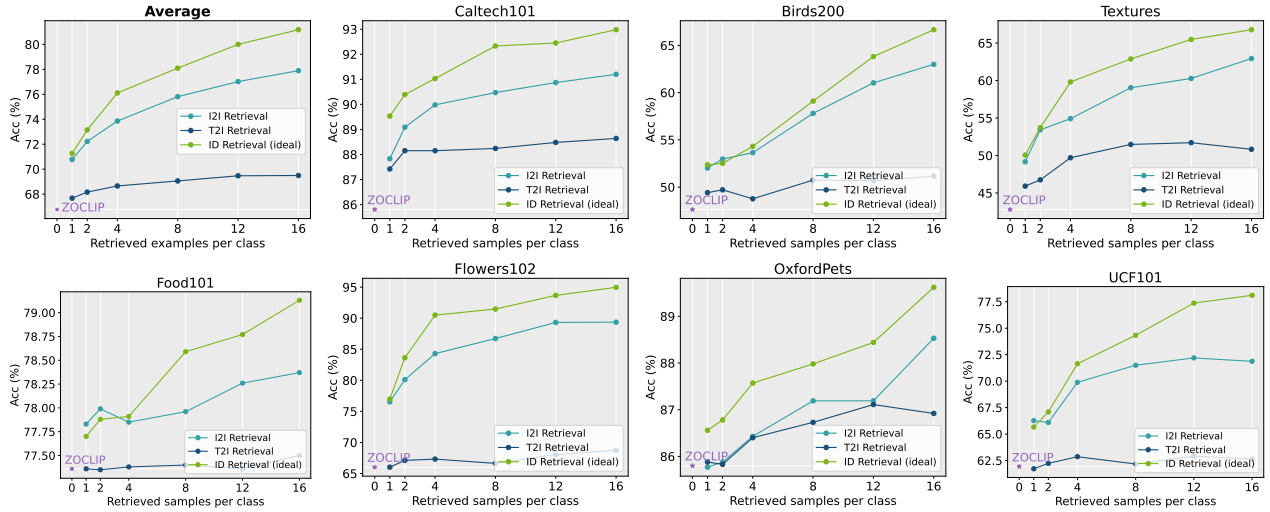 Average
Acc (%)
80
78
76
74
72
70
68
I2I Retrieval
T2I Retrieval
ID Retrieval (ideal)
ZOCLIP
0 1 2 4 8 12 16
Retrieved examples per class
Caltech101
Acc (%)
93
92
91
90
89
88
87
86
I2I Retrieval
T2I Retrieval
ID Retrieval (ideal)
ZOCLIP
0 1 2 4 8 12 16
Retrieved samples per class
Birds200
Acc (%)
65
60
55
50
I2I Retrieval
T2I Retrieval
ID Retrieval (ideal)
ZOCLIP
0 1 2 4 8 12 16
Retrieved samples per class
Textures
Acc (%)
65
60
55
50
45
I2I Retrieval
T2I Retrieval
ID Retrieval (ideal)
ZOCLIP
0 1 2 4 8 12 16
Retrieved samples per class
Food101
Acc (%)
79.00
78.75
78.50
78.25
78.00
77.75
77.50
I2I Retrieval
T2I Retrieval
ID Retrieval (ideal)
ZOCLIP
0 1 2 4 8 12 16
Retrieved samples per class
Flowers102
Acc (%)
95
90
85
80
75
70
65
I2I Retrieval
T2I Retrieval
ID Retrieval (ideal)
ZOCLIP
0 1 2 4 8 12 16
Retrieved samples per class
OxfordPets
Acc (%)
89
88
87
86
I2I Retrieval
T2I Retrieval
ID Retrieval (ideal)
ZOCLIP
0 1 2 4 8 12 16
Retrieved samples per class
UCF101
Acc (%)
77.5
75.0
72.5
70.0
67.5
65.0
62.5
I2I Retrieval
T2I Retrieval
ID Retrieval (ideal)
ZOCLIP
0 1 2 4 8 12 16
Retrieved samples per class